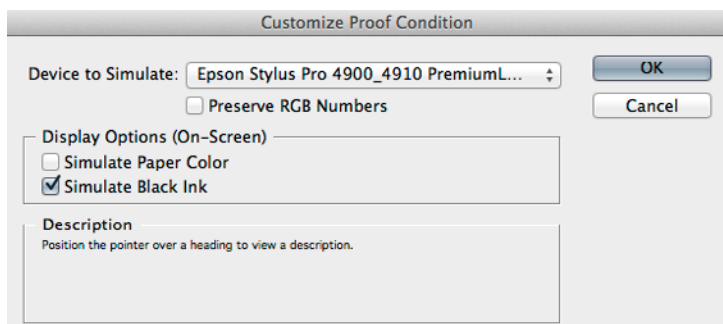 Customize Proof Condition
Device to Simulate: Epson Stylus Pro 4900_4910 PremiumL...
OK
Preserve RGB Numbers
Cancel
Display Options (On-Screen)
Simulate Paper Color
Simulate Black Ink
Description
Position the pointer over a heading to view a description.